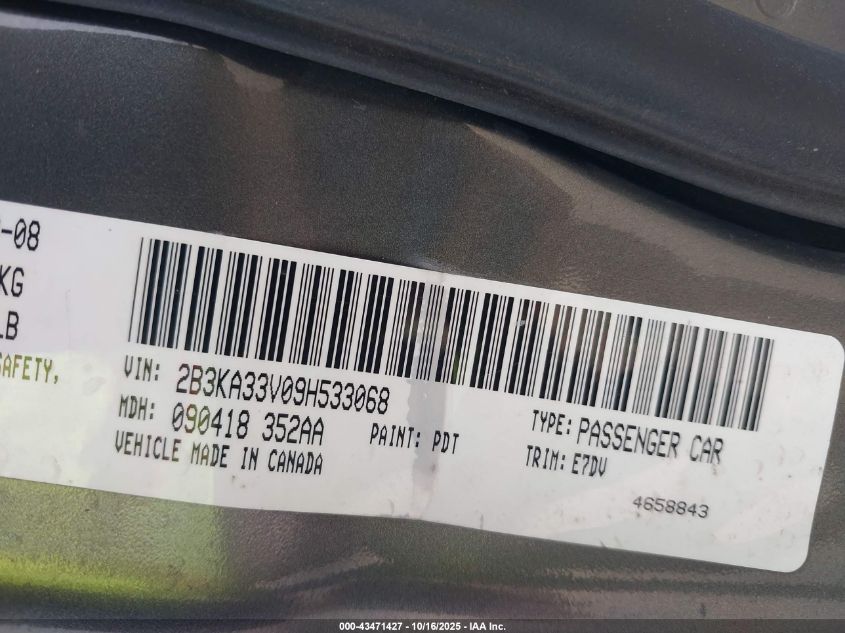 -08
KG
LB
SAFETY,
VIN: 2B3KA33V09H533068
MDH: 090418 352AA
PAINT: PDT
VEHICLE MADE IN CANADA
TYPE: PASSENGER CAR
TRIM: E7DV
4658843
000-43471427 - 10/16/2025 - IAA Inc.